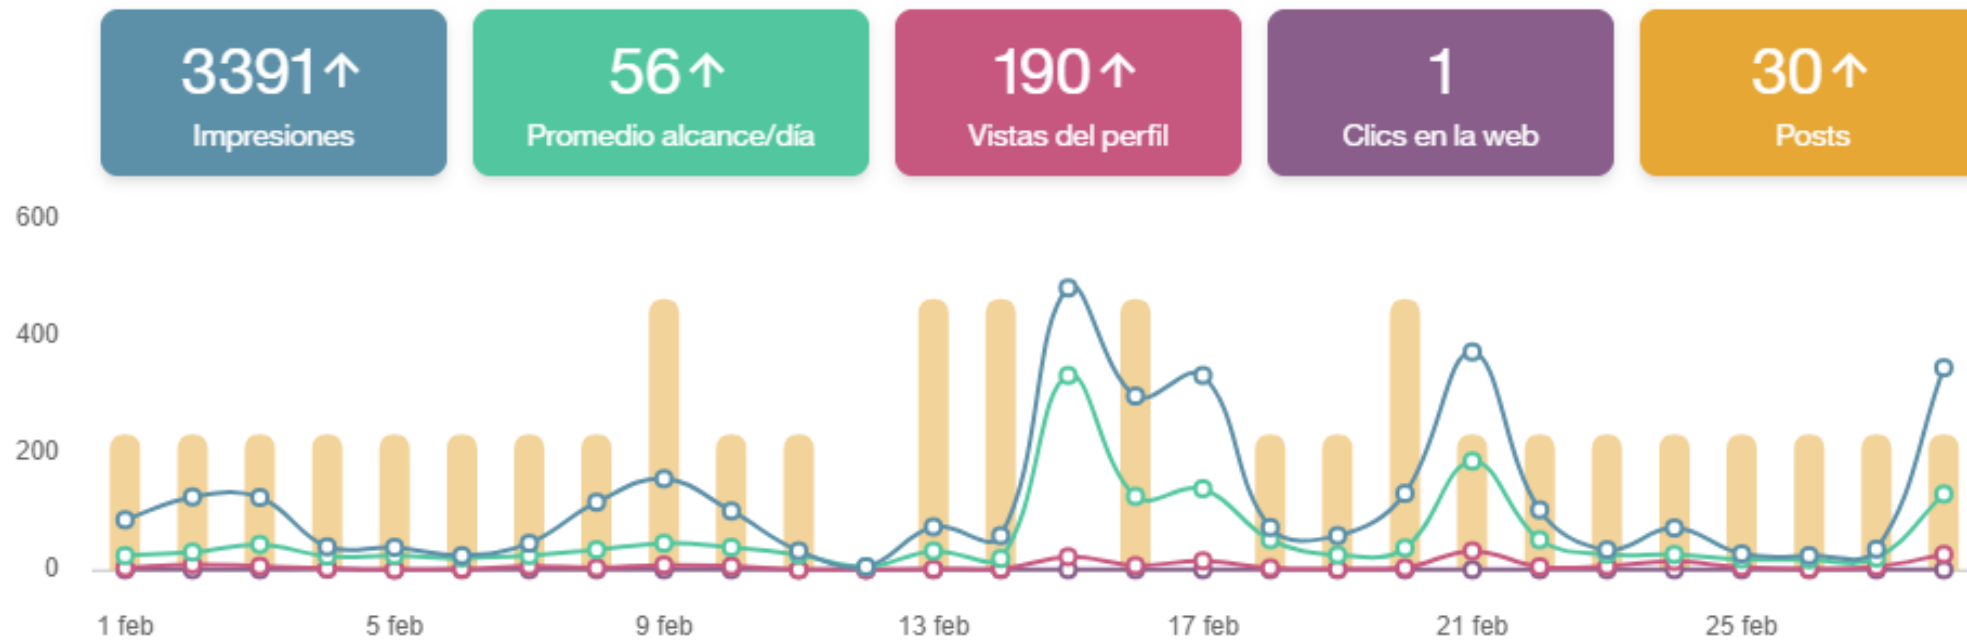 3391↑
Impresiones
56↑
Promedio alcance/día
190↑
Vistas del perfil
1
Clics en la web
30↑
Posts
600
400
200
0
1 feb 5 feb 9 feb 13 feb 17 feb 21 feb 25 feb